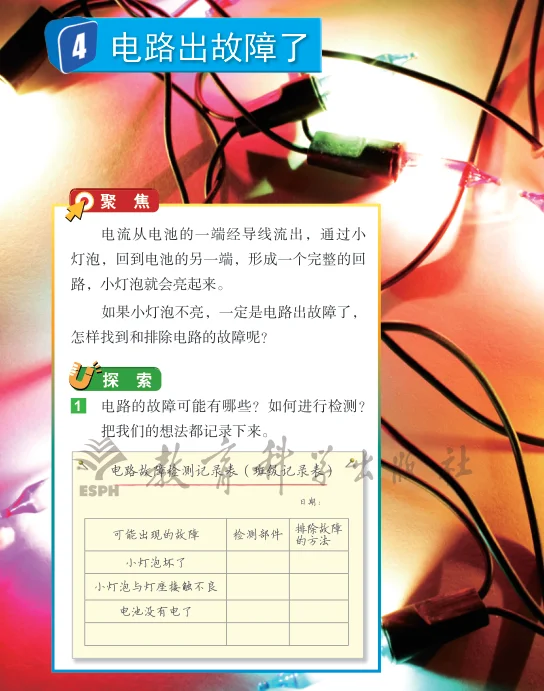 4 电路出故障了
聚 焦
电流从电池的一端经导线流出，通过小
灯泡，回到电池的另一端，形成一个完整的回
路，小灯泡就会亮起来。
如果小灯泡不亮，一定是电路出故障了，
怎样找到和排除电路的故障呢？
探 索
1 电路的故障可能有哪些？如何进行检测？
把我们的想法都记录下来。
电路故障检测记录表（班级记录表）
ESPH 教育科学出版社
日期：
可能出现的故障 检测部件 排除故障
的方法
小灯泡坏了
小灯泡与灯座接触不良
电池没有电了